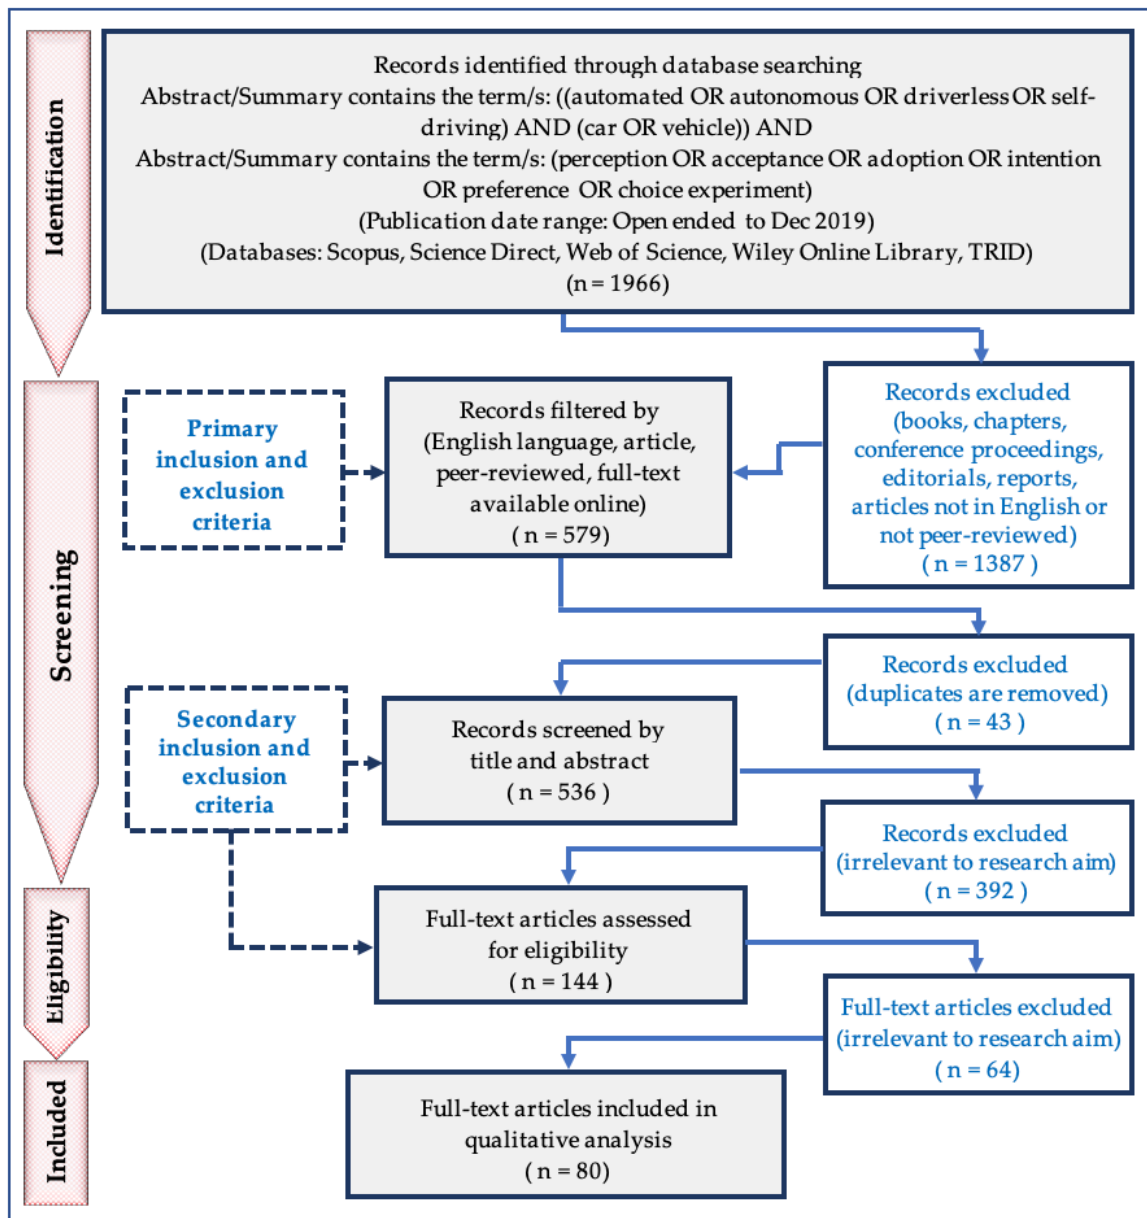 Identification
Records identified through database searching
Abstract/Summary contains the term/s: ((automated OR autonomous OR driverless OR self-
driving) AND (car OR vehicle)) AND
Abstract/Summary contains the term/s: (perception OR acceptance OR adoption OR intention
OR preference OR choice experiment)
(Publication date range: Open ended to Dec 2019)
(Databases: Scopus, Science Direct, Web of Science, Wiley Online Library, TRID)
(n = 1966)
Screening
Primary
inclusion and
exclusion
criteria
Records filtered by
(English language, article,
peer-reviewed, full-text
available online)
( n = 579)
Records excluded
(books, chapters,
conference proceedings,
editorials, reports,
articles not in English or
not peer-reviewed)
( n = 1387 )
Records excluded
(duplicates are removed)
( n = 43 )
Secondary
inclusion and
exclusion
criteria
Records screened by
title and abstract
( n = 536 )
Records excluded
(irrelevant to research aim)
( n = 392 )
Eligibility
Full-text articles assessed
for eligibility
( n = 144 )
Full-text articles excluded
(irrelevant to research aim)
( n = 64)
Included
Full-text articles included in
qualitative analysis
( n = 80)